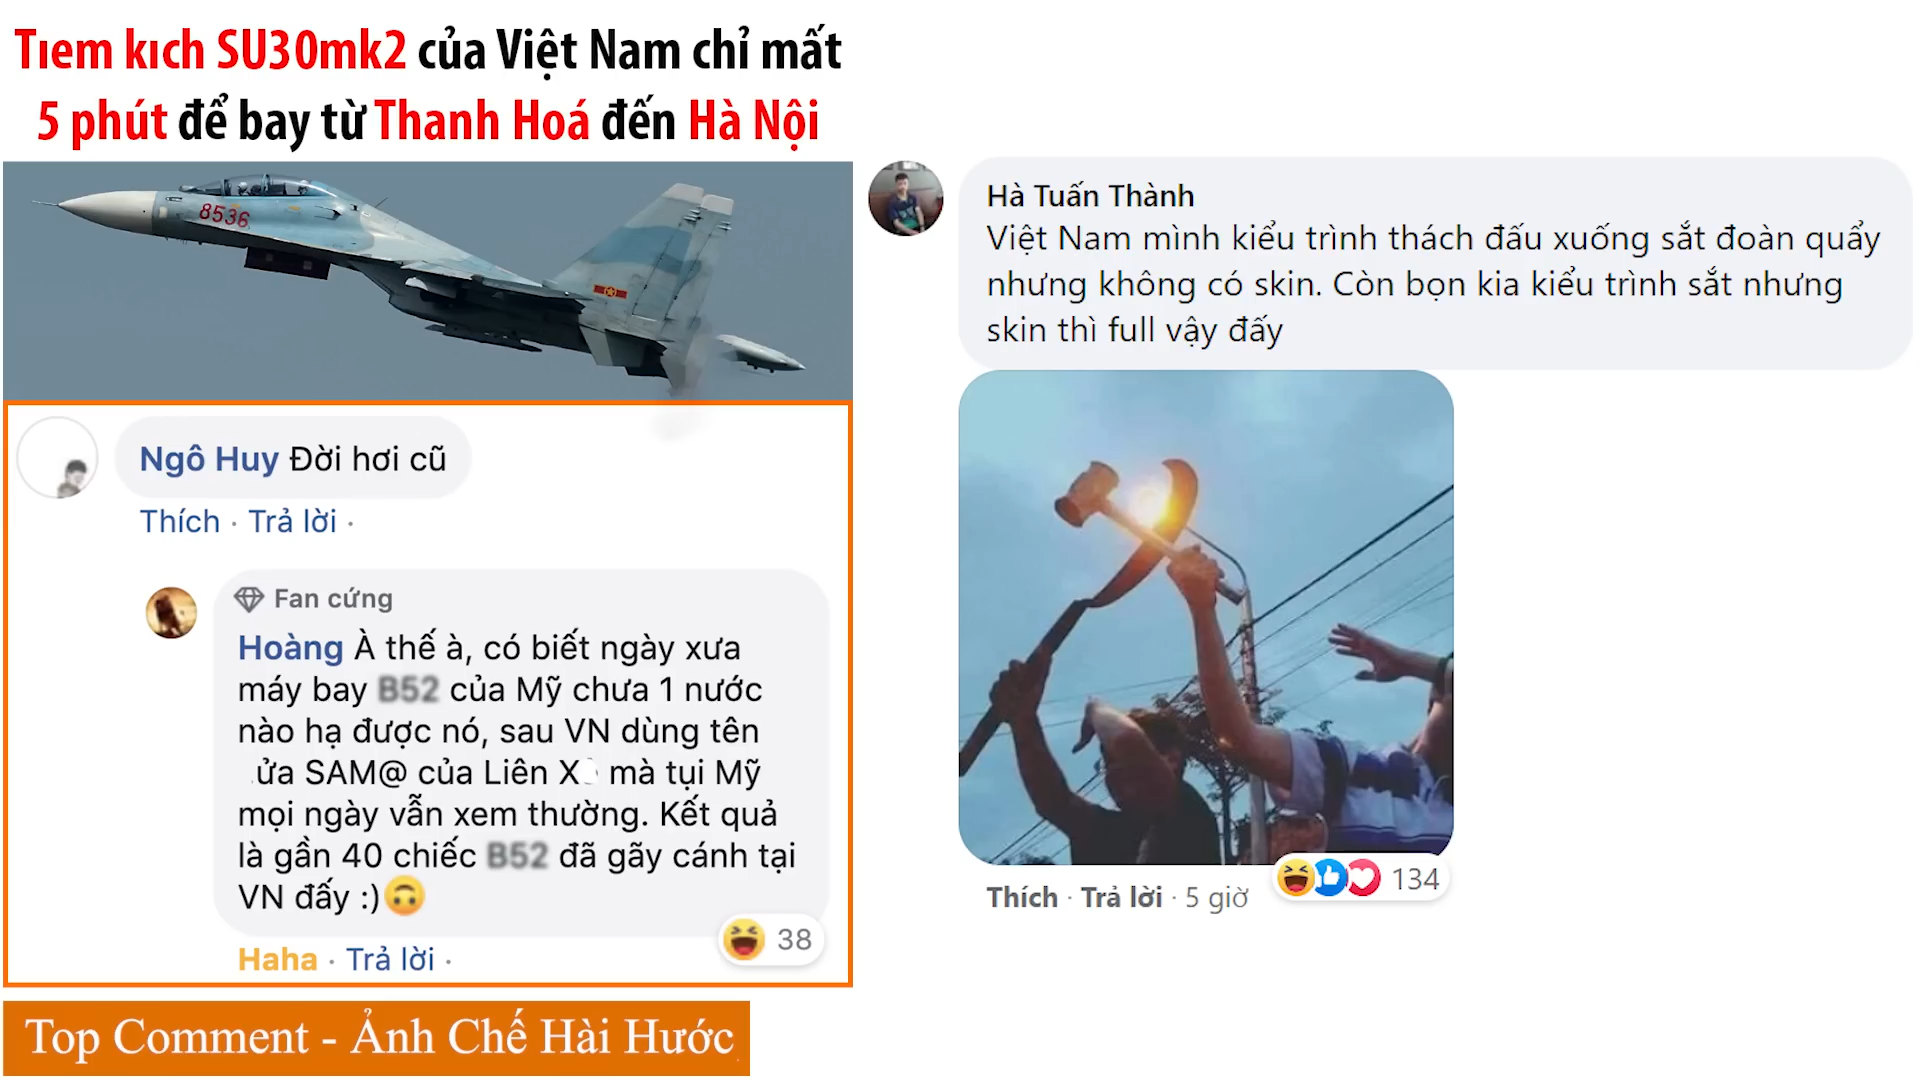 Tıem kıch SU30mk2 của Việt Nam chỉ mất
5 phút để bay từ Thanh Hoá đến Hà Nội
8536
Ngô Huy Đời hơi cũ
Thích · Trả lời ·
Fan cứng
Hoàng À thế à, có biết ngày xưa
máy bay B52 của Mỹ chưa 1 nước
nào hạ được nó, sau VN dùng tên
ửa SAM@ của Liên X mà tụi Mỹ
mọi ngày vẫn xem thường. Kết quả
là gần 40 chiếc B52 đã gãy cánh tại
VN đấy :)🙃
38
Haha · Trả lời ·
Top Comment - Ảnh Chế Hài Hước
Hà Tuấn Thành
Việt Nam mình kiểu trình thách đấu xuống sắt đoàn quẩy
nhưng không có skin. Còn bọn kia kiểu trình sắt nhưng
skin thì full vậy đấy
Thích · Trả lời · 5 giờ
134